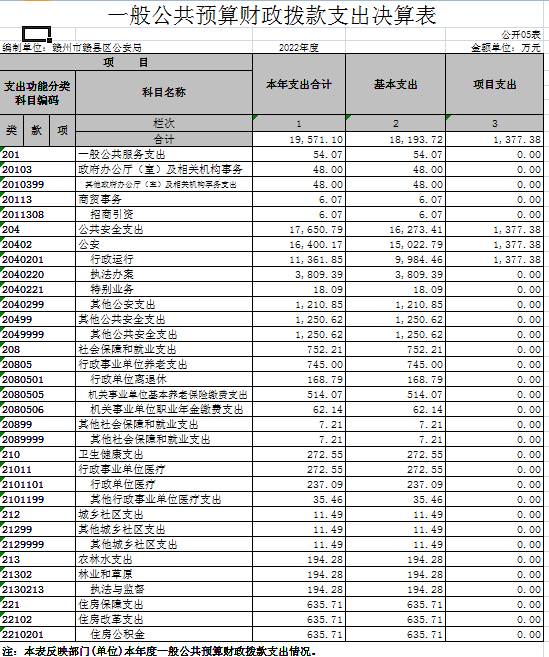 一般公共预算财政拨款支出决算表
公开05表
编制单位：赣州市赣县区公安局 2022年度 金额单位：万元
项 目 本年支出合计 基本支出 项目支出
支出功能分类科目编码 科目名称
类 款 项 栏次 1 2 3
合计 19,571.10 18,193.72 1,377.38
201 一般公共服务支出 54.07 54.07 0.00
20103 政府办公厅（室）及相关机构事务 48.00 48.00 0.00
2010399 其他政府办公厅（室）及相关机构事务支出 48.00 48.00 0.00
20113 商贸事务 6.07 6.07 0.00
2011308 招商引资 6.07 6.07 0.00
204 公共安全支出 17,650.79 16,273.41 1,377.38
20402 公安 16,400.17 15,022.79 1,377.38
2040201 行政运行 11,361.85 9,984.46 1,377.38
2040220 执法办案 3,809.39 3,809.39 0.00
2040221 特别业务 18.09 18.09 0.00
2040299 其他公安支出 1,210.85 1,210.85 0.00
20499 其他公共安全支出 1,250.62 1,250.62 0.00
2049999 其他公共安全支出 1,250.62 1,250.62 0.00
208 社会保障和就业支出 752.21 752.21 0.00
20805 行政事业单位养老支出 745.00 745.00 0.00
2080501 行政单位离退休 168.79 168.79 0.00
2080505 机关事业单位基本养老保险缴费支出 514.07 514.07 0.00
2080506 机关事业单位职业年金缴费支出 62.14 62.14 0.00
20899 其他社会保障和就业支出 7.21 7.21 0.00
2089999 其他社会保障和就业支出 7.21 7.21 0.00
210 卫生健康支出 272.55 272.55 0.00
21011 行政事业单位医疗 272.55 272.55 0.00
2101101 行政单位医疗 237.09 237.09 0.00
2101199 其他行政事业单位医疗支出 35.46 35.46 0.00
212 城乡社区支出 11.49 11.49 0.00
21299 其他城乡社区支出 11.49 11.49 0.00
2129999 其他城乡社区支出 11.49 11.49 0.00
213 农林水支出 194.28 194.28 0.00
21302 林业和草原 194.28 194.28 0.00
2130213 执法与监督 194.28 194.28 0.00
221 住房保障支出 635.71 635.71 0.00
22102 住房改革支出 635.71 635.71 0.00
2210201 住房公积金 635.71 635.71 0.00
注：本表反映部门(单位)本年度一般公共预算财政拨款支出情况。